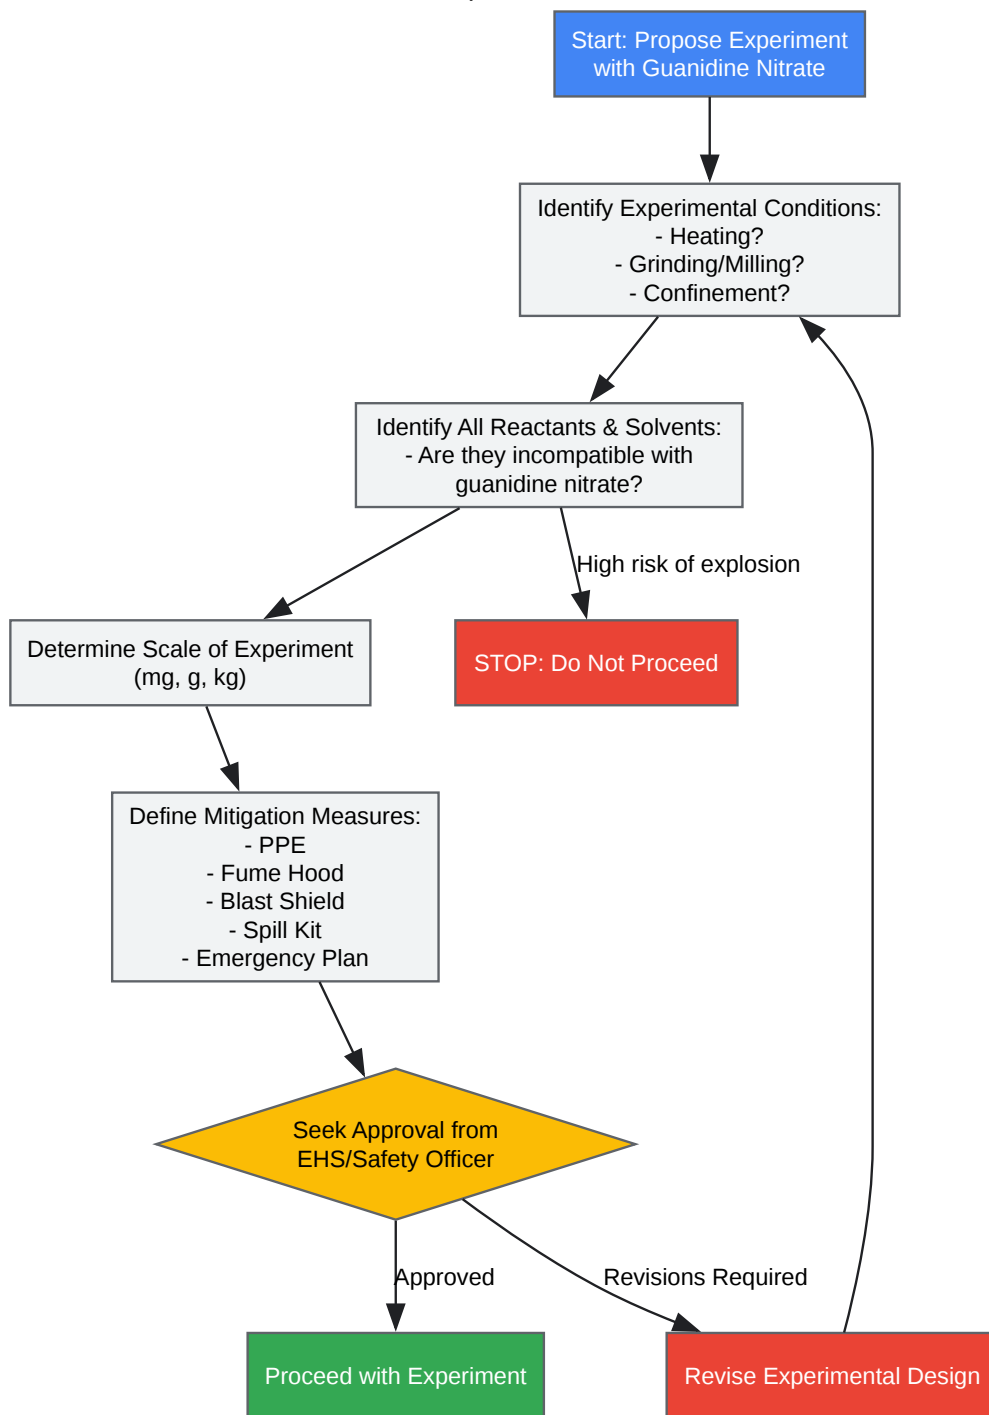 Start: Propose Experiment
with Guanidine Nitrate
Identify Experimental Conditions:
- Heating?
- Grinding/Milling?
- Confinement?
Identify All Reactants & Solvents:
- Are they incompatible with
guanidine nitrate?
High risk of explosion
Determine Scale of Experiment
(mg, g, kg)
STOP: Do Not Proceed
Define Mitigation Measures:
- PPE
- Fume Hood
- Blast Shield
- Spill Kit
- Emergency Plan
Seek Approval from
EHS/Safety Officer
Approved
Revisions Required
Proceed with Experiment
Revise Experimental Design